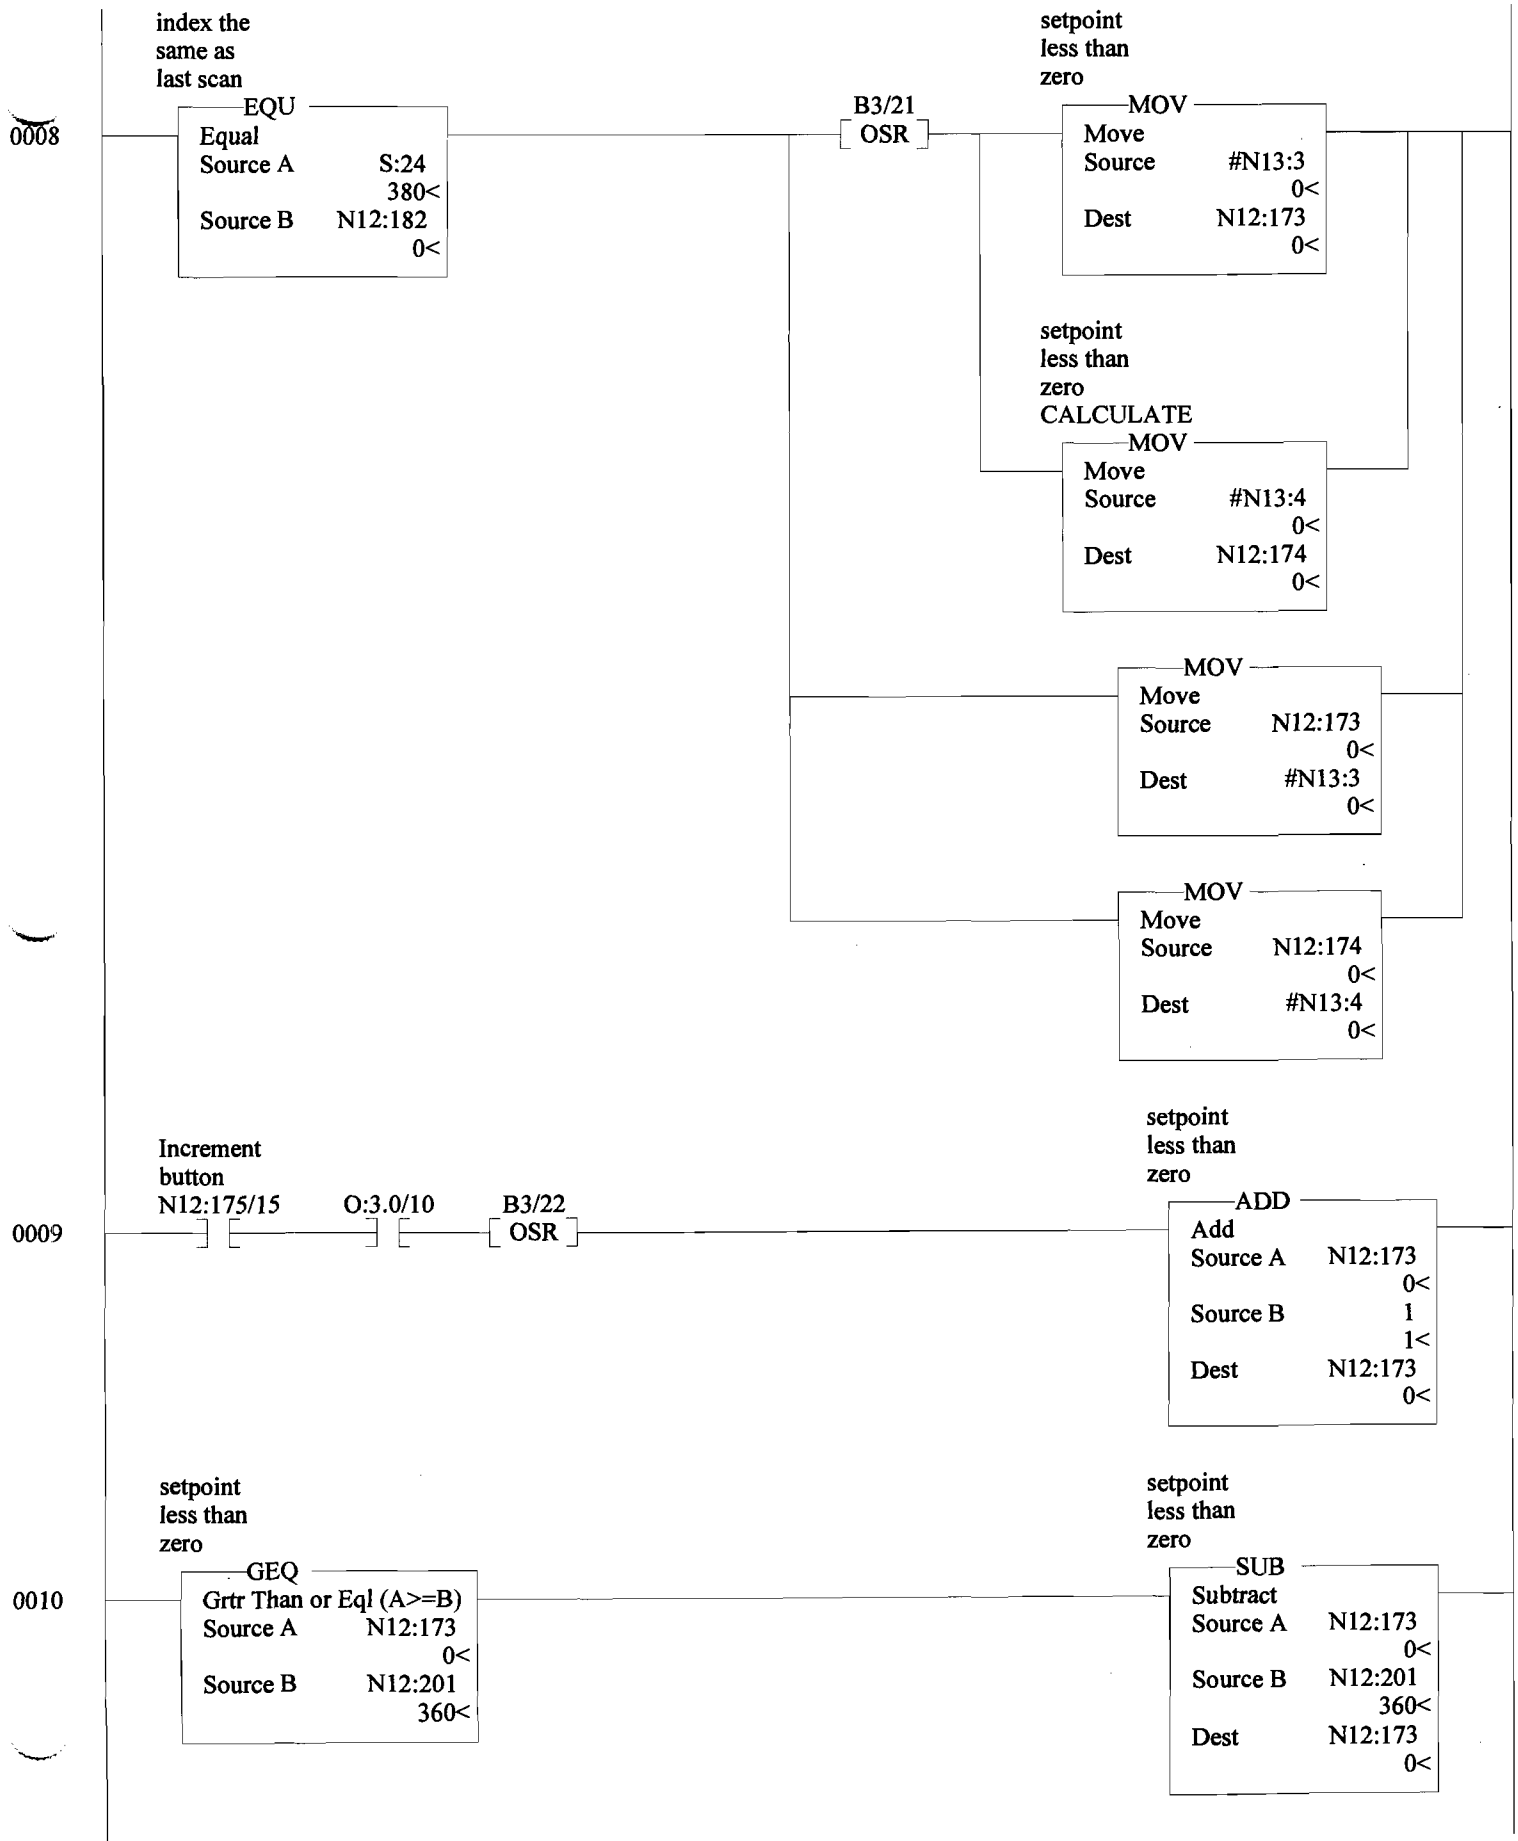 index the
same as
last scan
setpoint
less than
zero
0008
EQU
Equal
Source A S:24
380<
Source B N12:182
0<
B3/21
OSR
MOV
Move
Source #N13:3
0<
Dest N12:173
0<
setpoint
less than
zero
CALCULATE
MOV
Move
Source #N13:4
0<
Dest N12:174
0<
MOV
Move
Source N12:173
0<
Dest #N13:3
0<
MOV
Move
Source N12:174
0<
Dest #N13:4
0<
Increment
button
N12:175/15 O:3.0/10 B3/22
0009
OSR
setpoint
less than
zero
ADD
Add
Source A N12:173
0<
Source B 1
1<
Dest N12:173
0<
setpoint
less than
zero
0010
GEQ
Grtr Than or Eql (A>=B)
Source A N12:173
0<
Source B N12:201
360<
setpoint
less than
zero
SUB
Subtract
Source A N12:173
0<
Source B N12:201
360<
Dest N12:173
0<